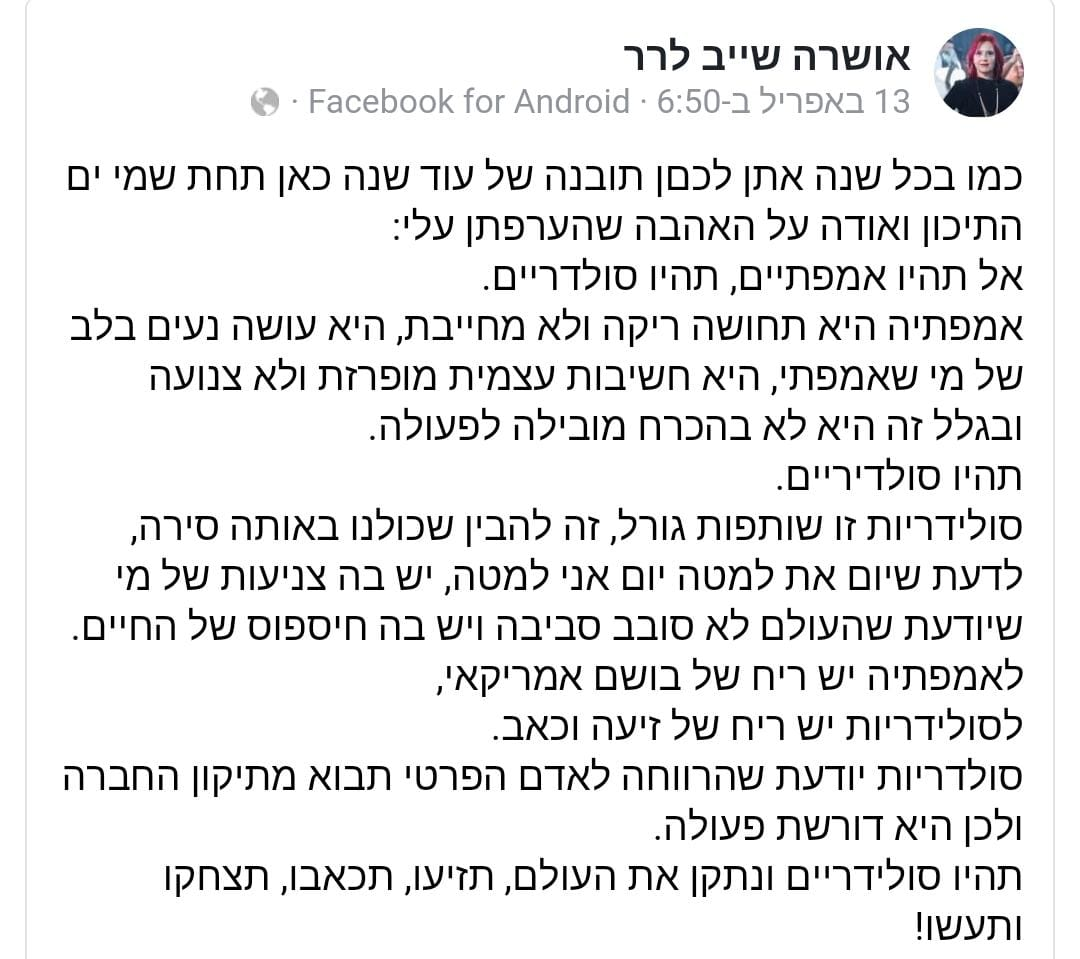 אושרה שייב לרר
13 באפריל ב-6:50 · Facebook for Android ·
כמו בכל שנה אתן לכםן תובנה של עוד שנה כאן תחת שמי ים
התיכון ואודה על האהבה שהערפתן עלי:
אל תהיו אמפתיים, תהיו סולדריים.
אמפתיה היא תחושה ריקה ולא מחייבת, היא עושה נעים בלב
של מי שאמפתי, היא חשיבות עצמית מופרזת ולא צנועה
ובגלל זה היא לא בהכרח מובילה לפעולה.
תהיו סולדיריים.
סולידריות זו שותפות גורל, זה להבין שכולנו באותה סירה,
לדעת שיום את למטה יום אני למטה, יש בה צניעות של מי
שיודעת שהעולם לא סובב סביבה ויש בה חיספוס של החיים.
לאמפתיה יש ריח של בושם אמריקאי,
לסולידריות יש ריח של זיעה וכאב.
סולדריות יודעת שהרווחה לאדם הפרטי תבוא מתיקון החברה
ולכן היא דורשת פעולה.
תהיו סולידריים ונתקן את העולם, תזיעו, תכאבו, תצחקו
ותעשו!